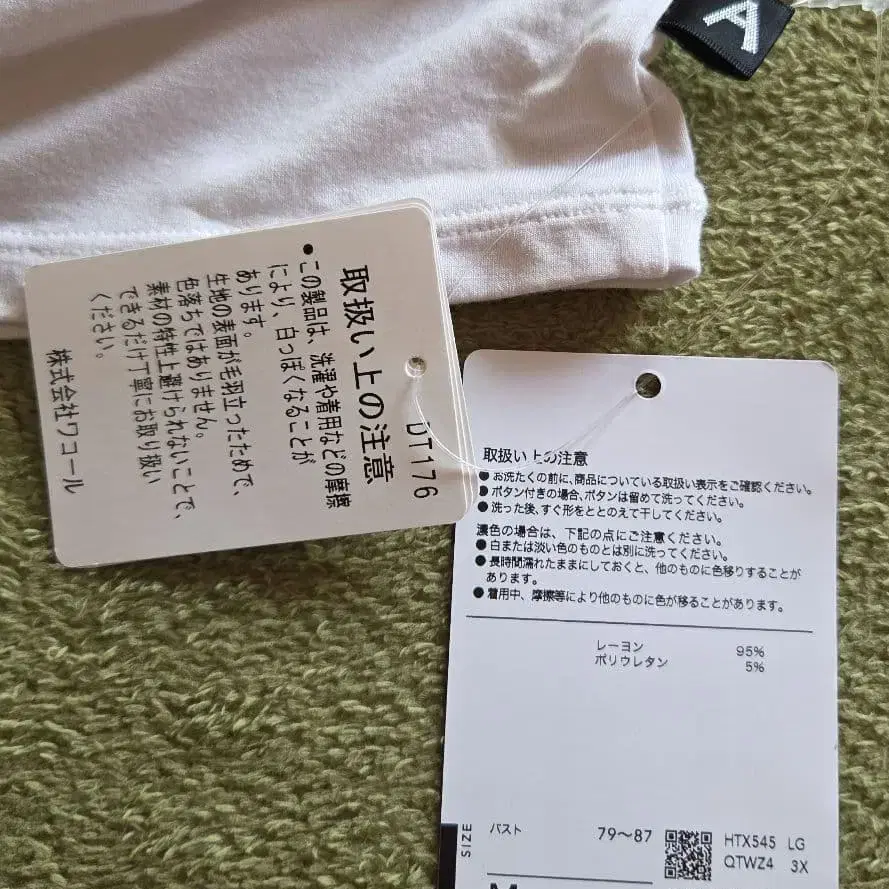 A
DT176
取扱い上の注意
●この製品は、洗濯や着用などの摩擦
により、白っぽくなることが
あります。
生地の表面が毛羽立ったためで、
色落ちではありません。
素材の特性上避けられないことで、
できるだけ丁寧にお取り扱い
ください。
株式会社ワコール
取扱い上の注意
●お洗たくの前に、商品についている取扱い表示をご確認ください。
●ボタン付きの場合、ボタンは留めて洗ってください。
●洗った後、すぐ形をととのえて干してください。
濃色の場合は、下記の点にご注意ください。
●白または淡い色のものとは別に洗ってください。
●長時間濡れたままにしておくと、他のものに色移りすることが
あります。
●着用中、摩擦等により他のものに色が移ることがあります。
レーヨン 95%
ポリウレタン 5%
SIZE
バスト 79〜87
HTX545 LG
QTWZ4 3X